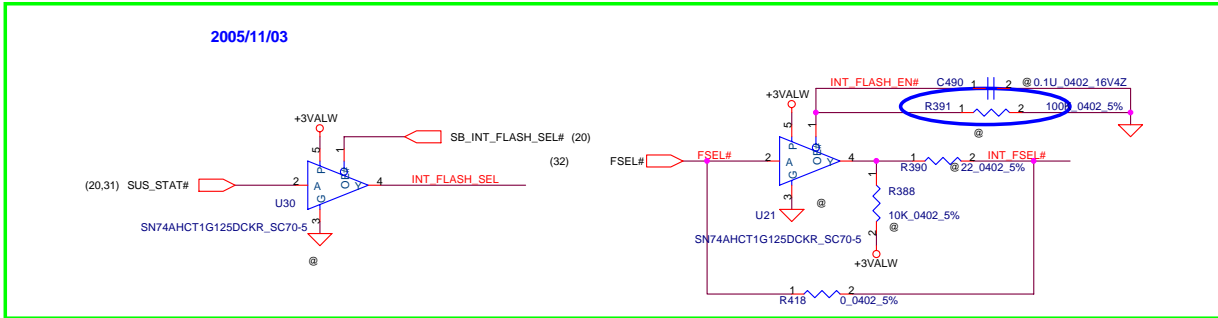 2005/11/03
INT_FLASH_EN#
C490 1 2 @ 0.1U_0402_16V4Z
R391 1 2 100K_0402_5%
@
+3VALW
5
1
P
OE#
FSEL# FSEL# 2 A Y 4
G
3
U21
@
SN74AHCT1G125DCKR_SC70-5
1 2 INT_FSEL#
R390 @ 22_0402_5%
1
R388
10K_0402_5%
@
2
+3VALW
1 2
R418 0_0402_5%
+3VALW
5
1
SB_INT_FLASH_SEL# (20)
(32)
P
OE#
(20,31) SUS_STAT# 2 A Y 4 INT_FLASH_SEL
G
3
U30
SN74AHCT1G125DCKR_SC70-5
@